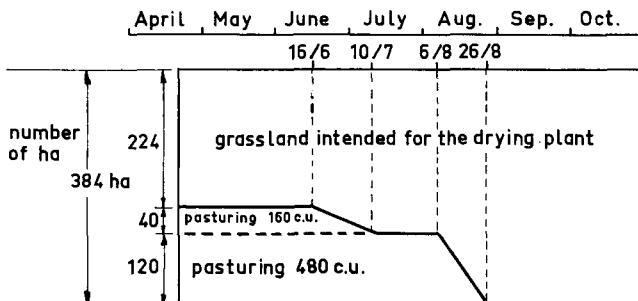 April May June July Aug. Sep. Oct.
16/6 10/7 6/8 26/8
number of ha
224 grassland intended for the drying plant
384 ha
40 pasturing 160 c.u.
120 pasturing 480 c.u.